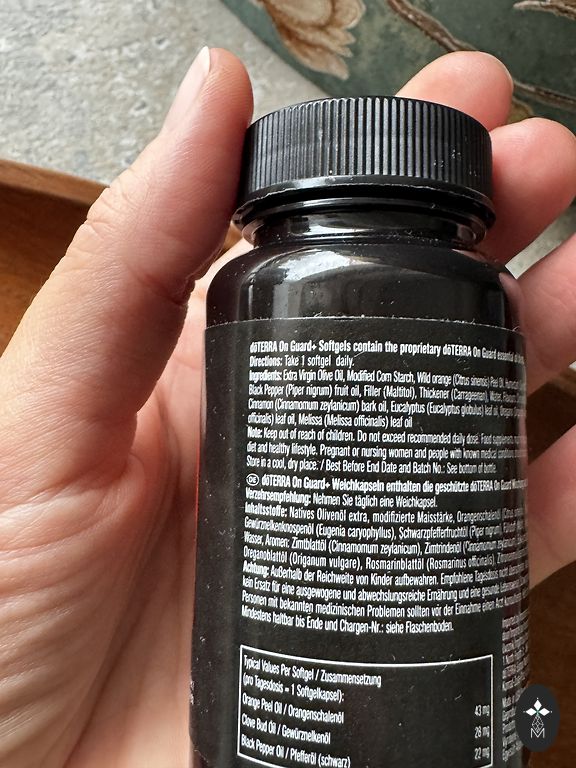 dōTERRA On Guard+ Softgels contain the proprietary dōTERRA On Guard essential oil
Directions: Take 1 softgel daily.
Ingredients: Extra Virgin Olive Oil, Modified Corn Starch, Wild orange (Citrus sinensis) Peel Oil,
Black Pepper (Piper nigrum) fruit oil, Filler (Maltitol), Thickener (Carrageenan), Water,
Cinnamon (Cinnamomum zeylanicum) bark oil, Eucalyptus (Eucalyptus globulus) leaf oil, Oregano
officinalis) leaf oil, Melissa (Melissa officinalis) leaf oil
Note: Keep out of reach of children. Do not exceed recommended daily dose. Food supplements
diet and healthy lifestyle. Pregnant or nursing women and people with known medical conditions
Store in a cool, dry place. / Best Before End Date and Batch No.: See bottom of bottle.
DE dōTERRA On Guard+ Weichkapseln enthalten die geschützte dōTERRA On Guard
Verzehrsempfehlung: Nehmen Sie täglich eine Weichkapsel.
Inhaltsstoffe: Natives Olivenöl extra, modifizierte Maisstärke, Orangenschalenöl (Citrus
Gewürznelkenknospenöl (Eugenia caryophyllus), Schwarzpfefferfruchtöl (Piper nigrum),
Wasser, Aromen: Zimtblattöl (Cinnamomum zeylanicum), Zimtrindenöl (Cinnamomum
Oreganoblattöl (Origanum vulgare), Rosmarinblattöl (Rosmarinus officinalis),
Achtung: Außerhalb der Reichweite von Kinder aufbewahren. Empfohlene Tagesdosis nicht
kein Ersatz für eine ausgewogene und abwechslungsreiche Ernährung und eine gesunde
Personen mit bekannten medizinischen Problemen sollten vor der Einnahme einen Arzt
Mindestens haltbar bis Ende und Chargen-Nr.: siehe Flaschenboden.
Typical Values Per Softgel / Zusammensetzung
(pro Tagesdosis = 1 Softgelkapsel):
Orange Peel Oil / Orangenschalenöl 43 mg
Clove Bud Oil / Gewürznelkenöl 28 mg
Black Pepper Oil / Pfefferöl (schwarz) 22 mg
M